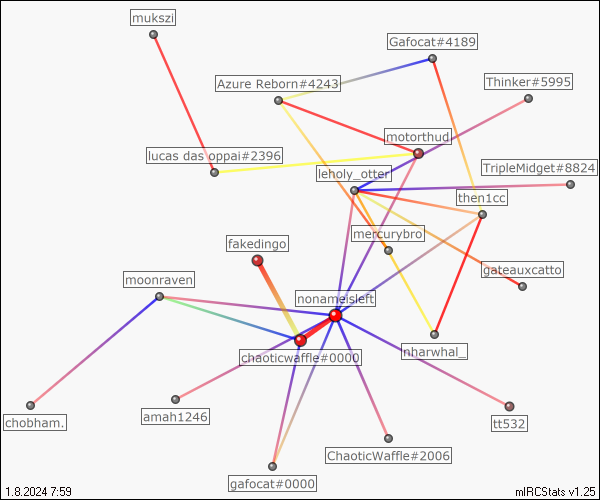 mukszi
Gafocat#4189
Azure Reborn#4243
Thinker#5995
motorthud
lucas das oppai#2396
leholy_otter
TripleMidget#8824
then1cc
mercurybro
fakedingo
gateauxcatto
moonraven
nonameisleft
chaoticwaffle#0000
nharwhal_
chobham.
amah1246
tt532
ChaoticWaffle#2006
gafocat#0000
1.8.2024 7:59
mIRCStats v1.25